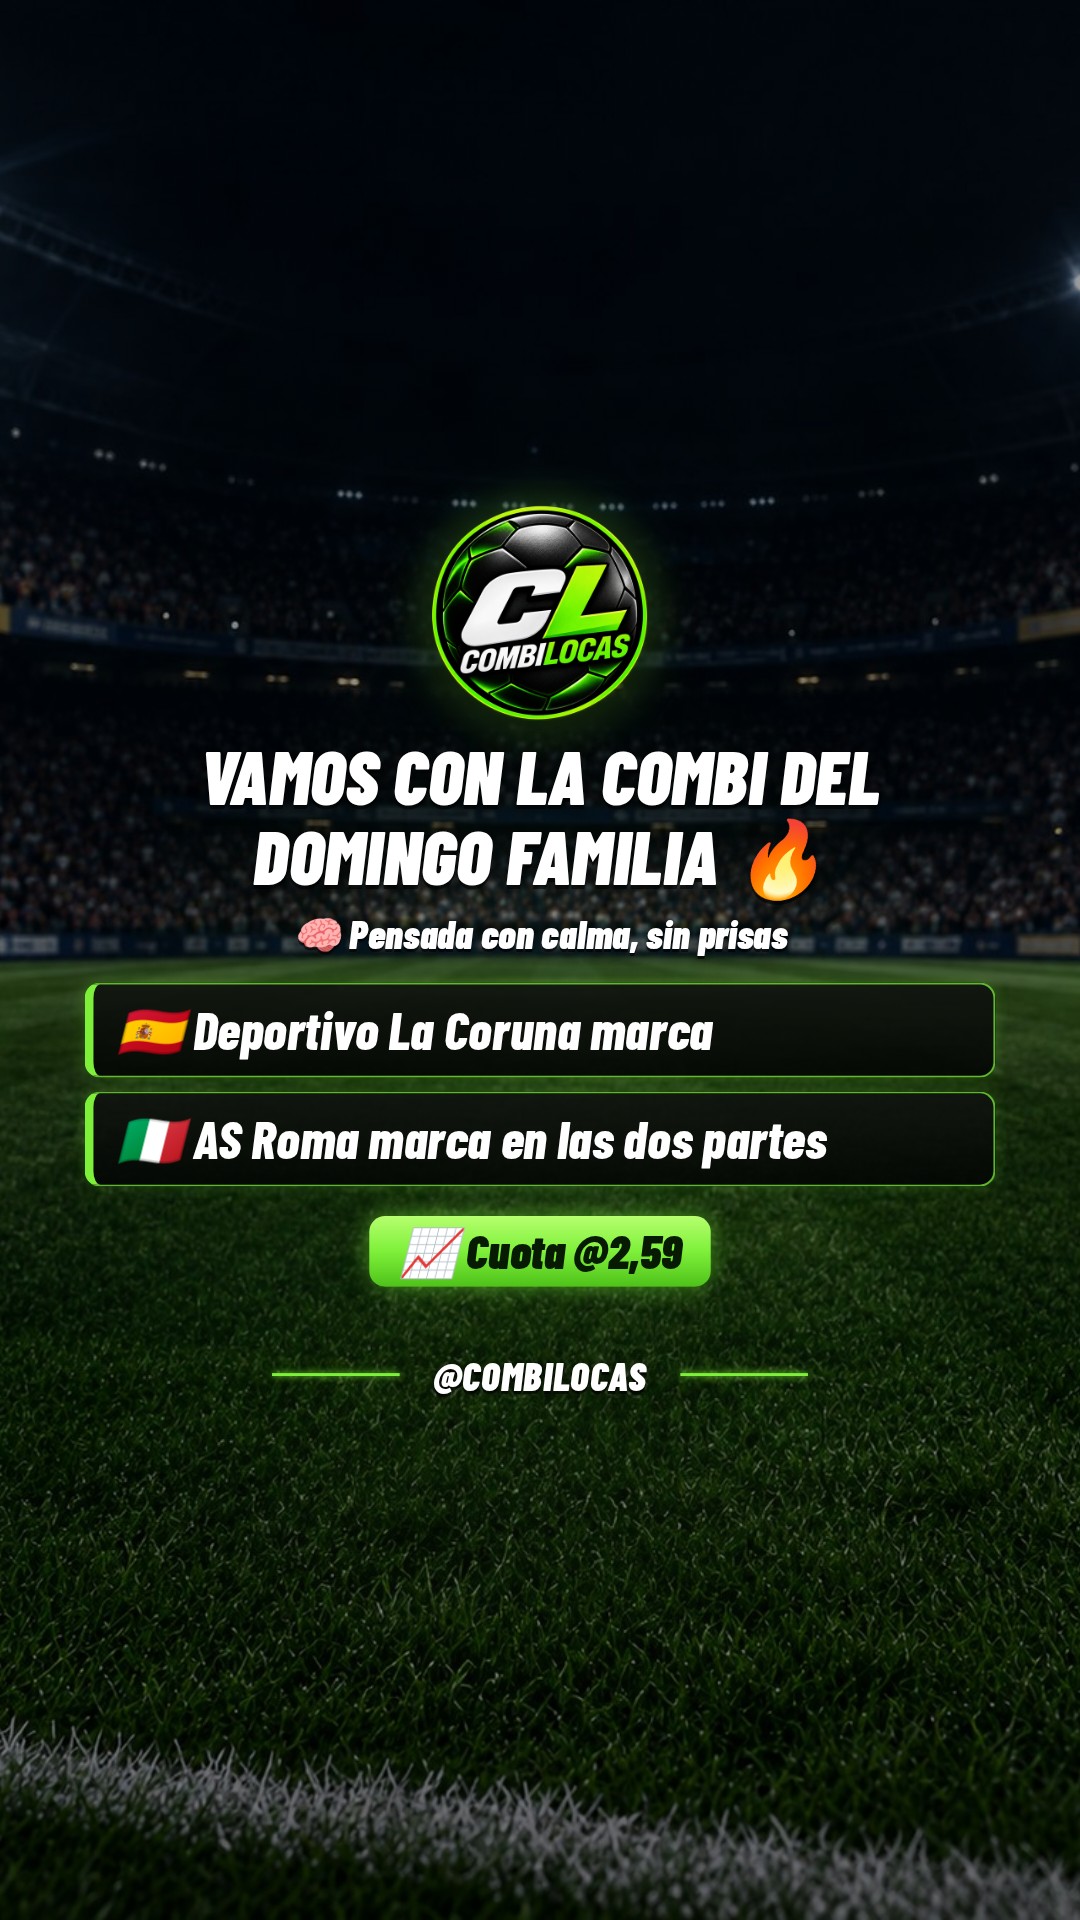 CL
COMBILOCAS
VAMOS CON LA COMBI DEL
DOMINGO FAMILIA 🔥
🧠 Pensada con calma, sin prisas
🇪🇸 Deportivo La Coruna marca
🇮🇹 AS Roma marca en las dos partes
📈 Cuota @2,59
@COMBILOCAS